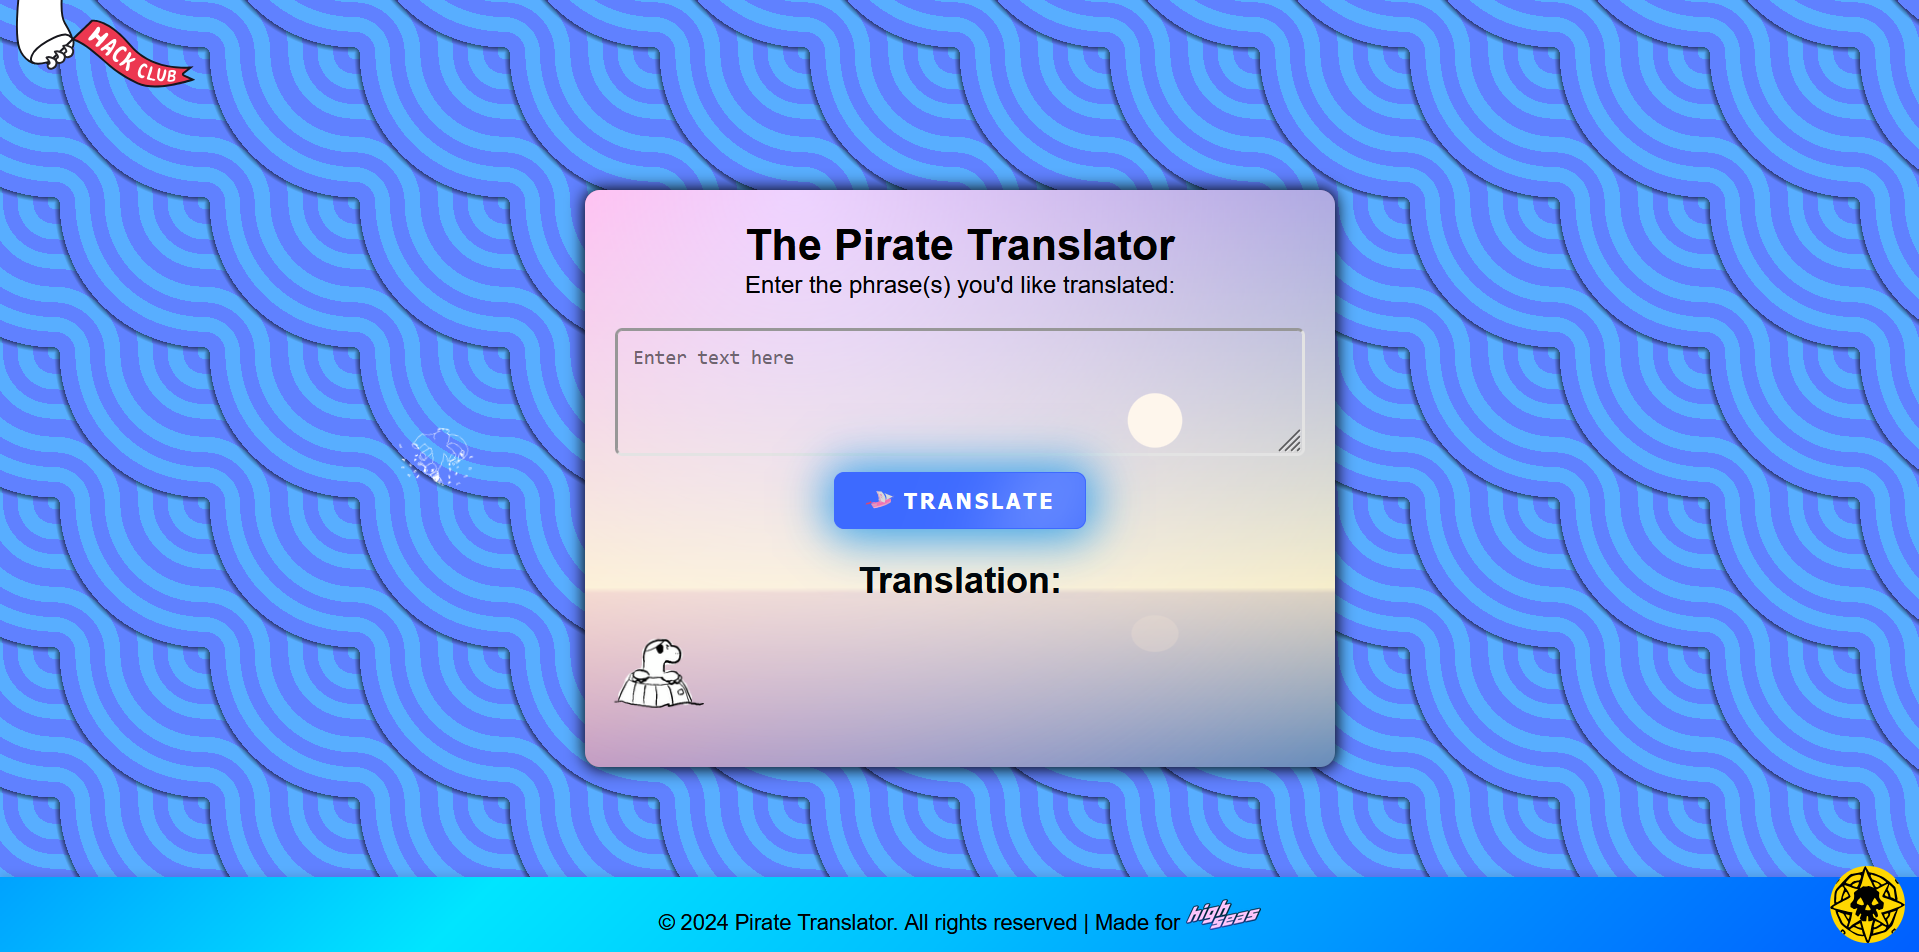 HACK CLUB
The Pirate Translator
Enter the phrase(s) you'd like translated:
Enter text here
TRANSLATE
Translation:
© 2024 Pirate Translator. All rights reserved | Made for high seas